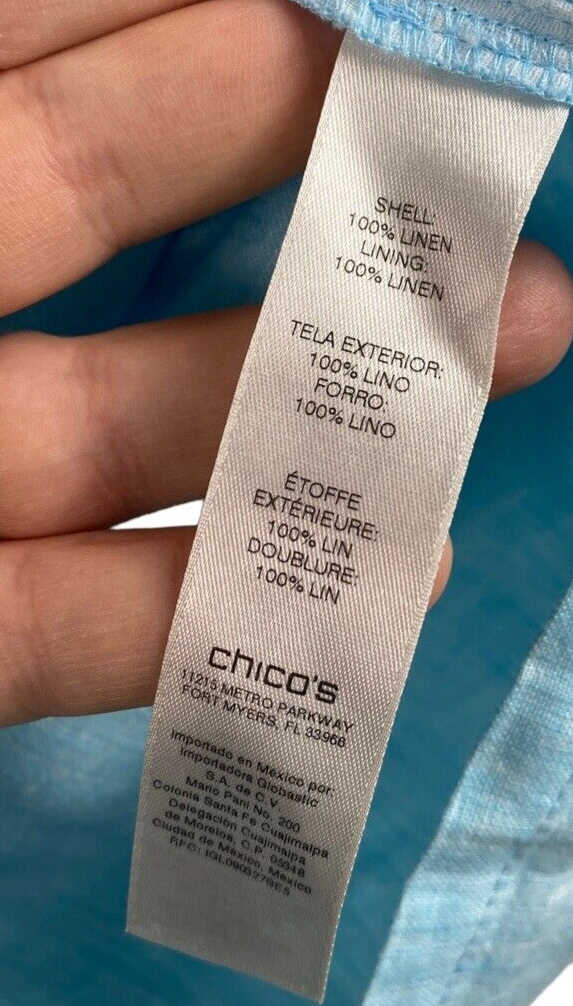 SHELL:
100% LINEN
LINING:
100% LINEN
TELA EXTERIOR:
100% LINO
FORRO:
100% LINO
ÉTOFFE
EXTÉRIEURE:
100% LIN
DOUBLURE:
100% LIN
chico's
11215 METRO PARKWAY
FORT MYERS, FL 33966
Importado en México por:
Importadora Globastic
S.A. de C.V.
Mario Pani No. 200
Colonia Santa Fe Cuajimalpa
Delegación Cuajimalpa
de Morelos, C.P. 05348
Ciudad de México, México
RFC: